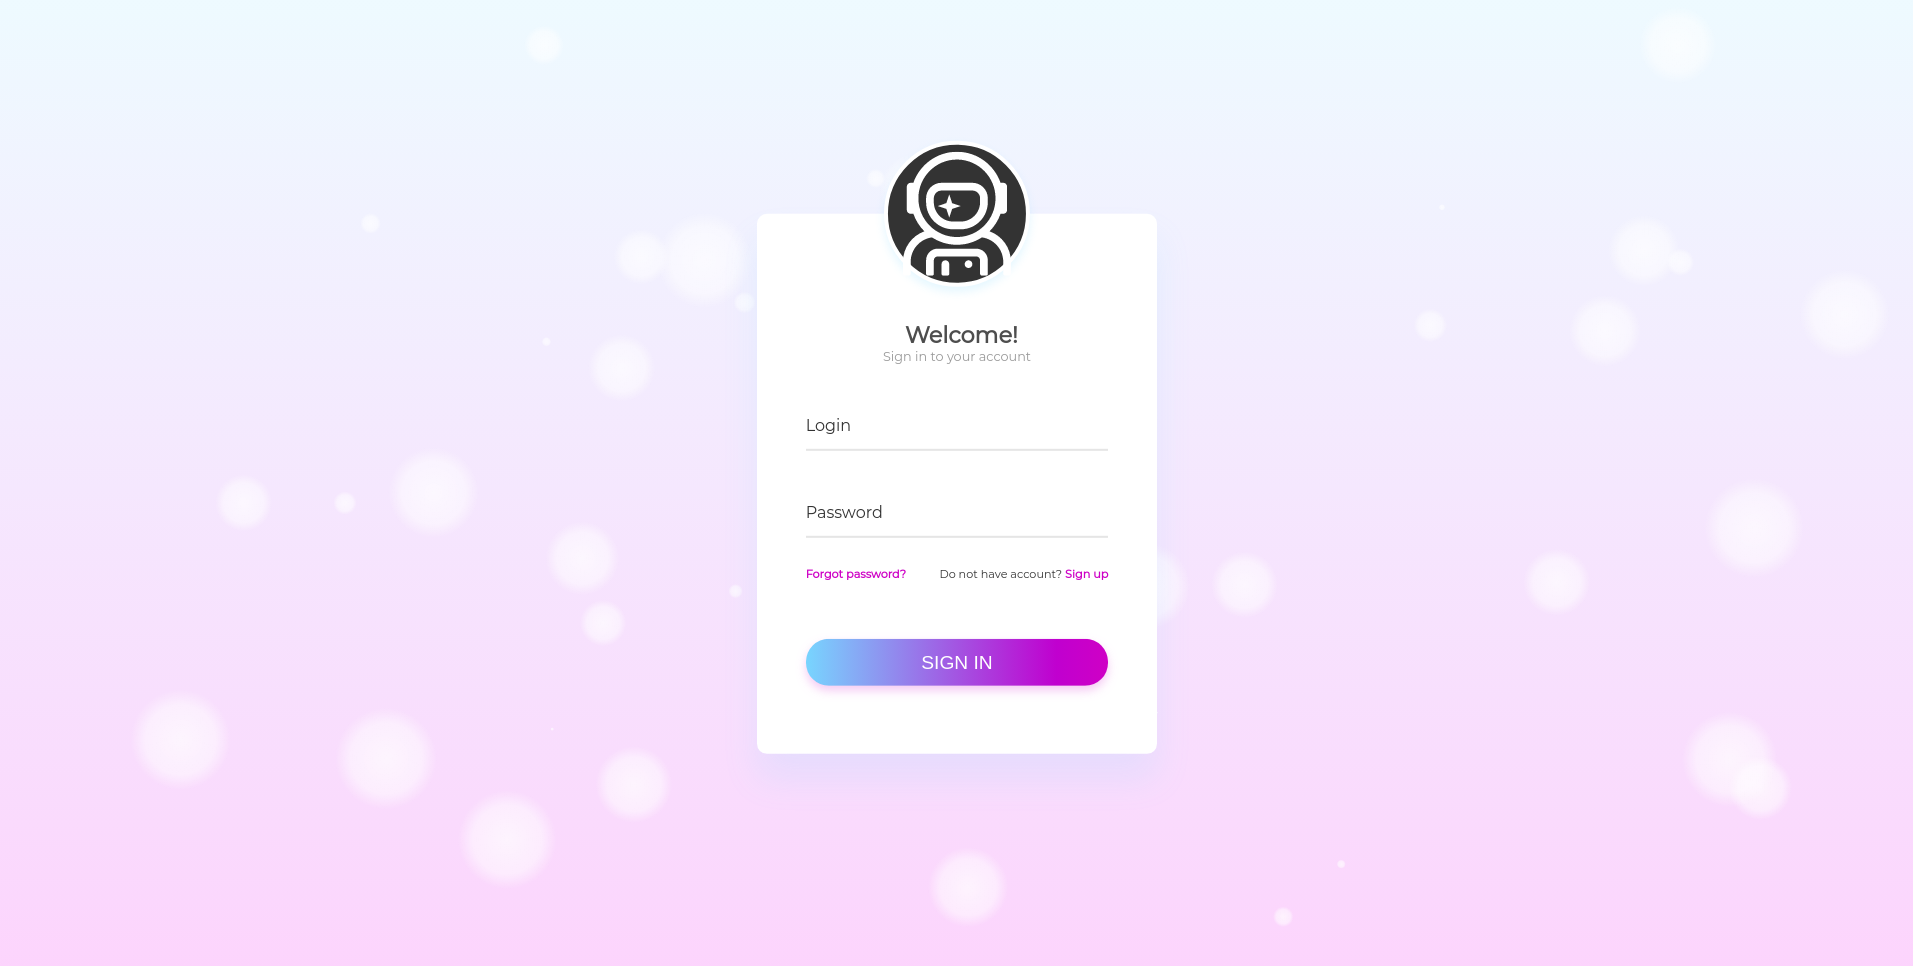 Welcome!
Sign in to your account
Login
Password
Forgot password? Do not have account? Sign up
SIGN IN